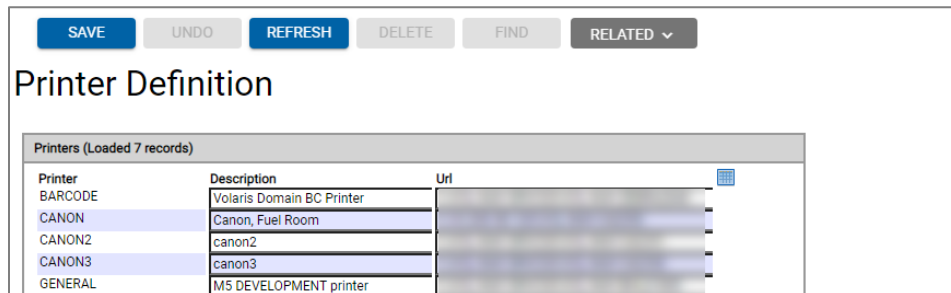 SAVE UNDO REFRESH DELETE FIND RELATED
Printer Definition
Printers (Loaded 7 records)
Printer Description Url
BARCODE Volaris Domain BC Printer
CANON Canon, Fuel Room
CANON2 canon2
CANON3 canon3
GENERAL M5 DEVELOPMENT printer